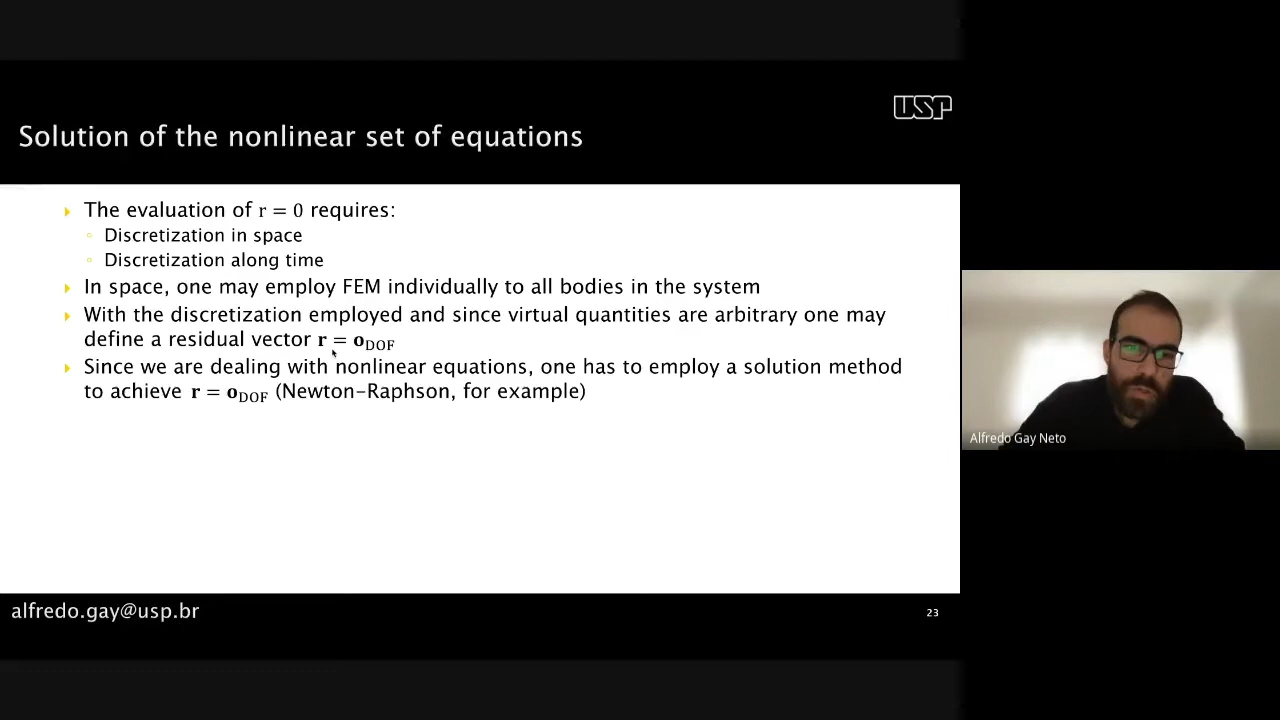 USP
Solution of the nonlinear set of equations
The evaluation of r = 0 requires:
Discretization in space
Discretization along time
In space, one may employ FEM individually to all bodies in the system
With the discretization employed and since virtual quantities are arbitrary one may
define a residual vector r = oDOF
Since we are dealing with nonlinear equations, one has to employ a solution method
to achieve r = oDOF (Newton-Raphson, for example)
Alfredo Gay Neto
alfredo.gay@usp.br
23